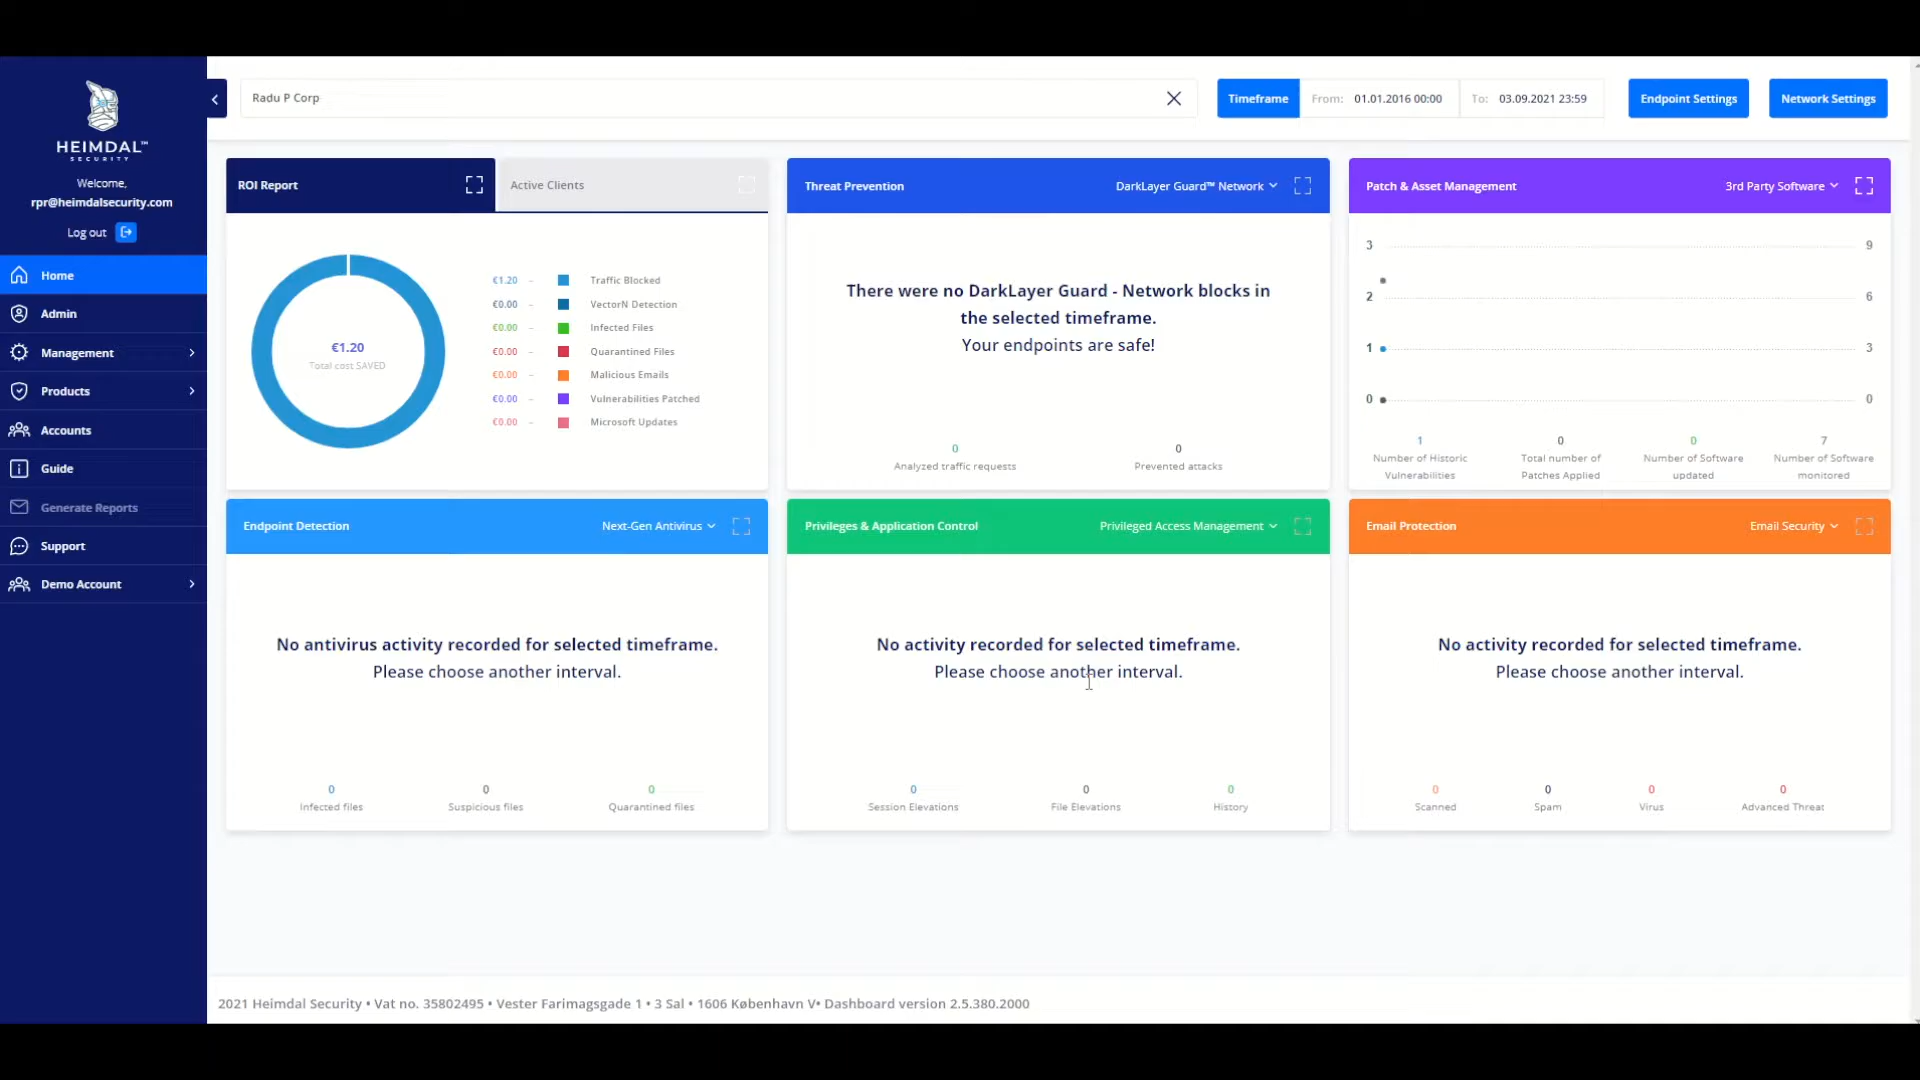 Radu P Corp
Timeframe
From: 01.01.2016 00:00
To: 03.09.2021 23:59
Endpoint Settings
Network Settings
HEIMDAL™
SECURITY
Welcome,
rpr@heimdalsecurity.com
Log out
Home
Admin
Management
Products
Accounts
Guide
Generate Reports
Support
Demo Account
ROI Report
Active Clients
€1.20
Total cost SAVED
€1.20 – Traffic Blocked
€0.00 – VectorN Detection
€0.00 – Infected Files
€0.00 – Quarantined Files
€0.00 – Malicious Emails
€0.00 – Vulnerabilities Patched
€0.00 – Microsoft Updates
Threat Prevention
DarkLayer Guard™ Network
There were no DarkLayer Guard - Network blocks in
the selected timeframe.
Your endpoints are safe!
0
Analyzed traffic requests
0
Prevented attacks
Patch & Asset Management
3rd Party Software
3 9
2 6
1 3
0 0
1
Number of Historic
Vulnerabilities
0
Total number of
Patches Applied
0
Number of Software
updated
7
Number of Software
monitored
Endpoint Detection
Next-Gen Antivirus
No antivirus activity recorded for selected timeframe.
Please choose another interval.
0
Infected files
0
Suspicious files
0
Quarantined files
Privileges & Application Control
Privileged Access Management
No activity recorded for selected timeframe.
Please choose another interval.
0
Session Elevations
0
File Elevations
0
History
Email Protection
Email Security
No activity recorded for selected timeframe.
Please choose another interval.
0
Scanned
0
Spam
0
Virus
0
Advanced Threat
2021 Heimdal Security • Vat no. 35802495 • Vester Farimagsgade 1 • 3 Sal • 1606 København V• Dashboard version 2.5.380.2000